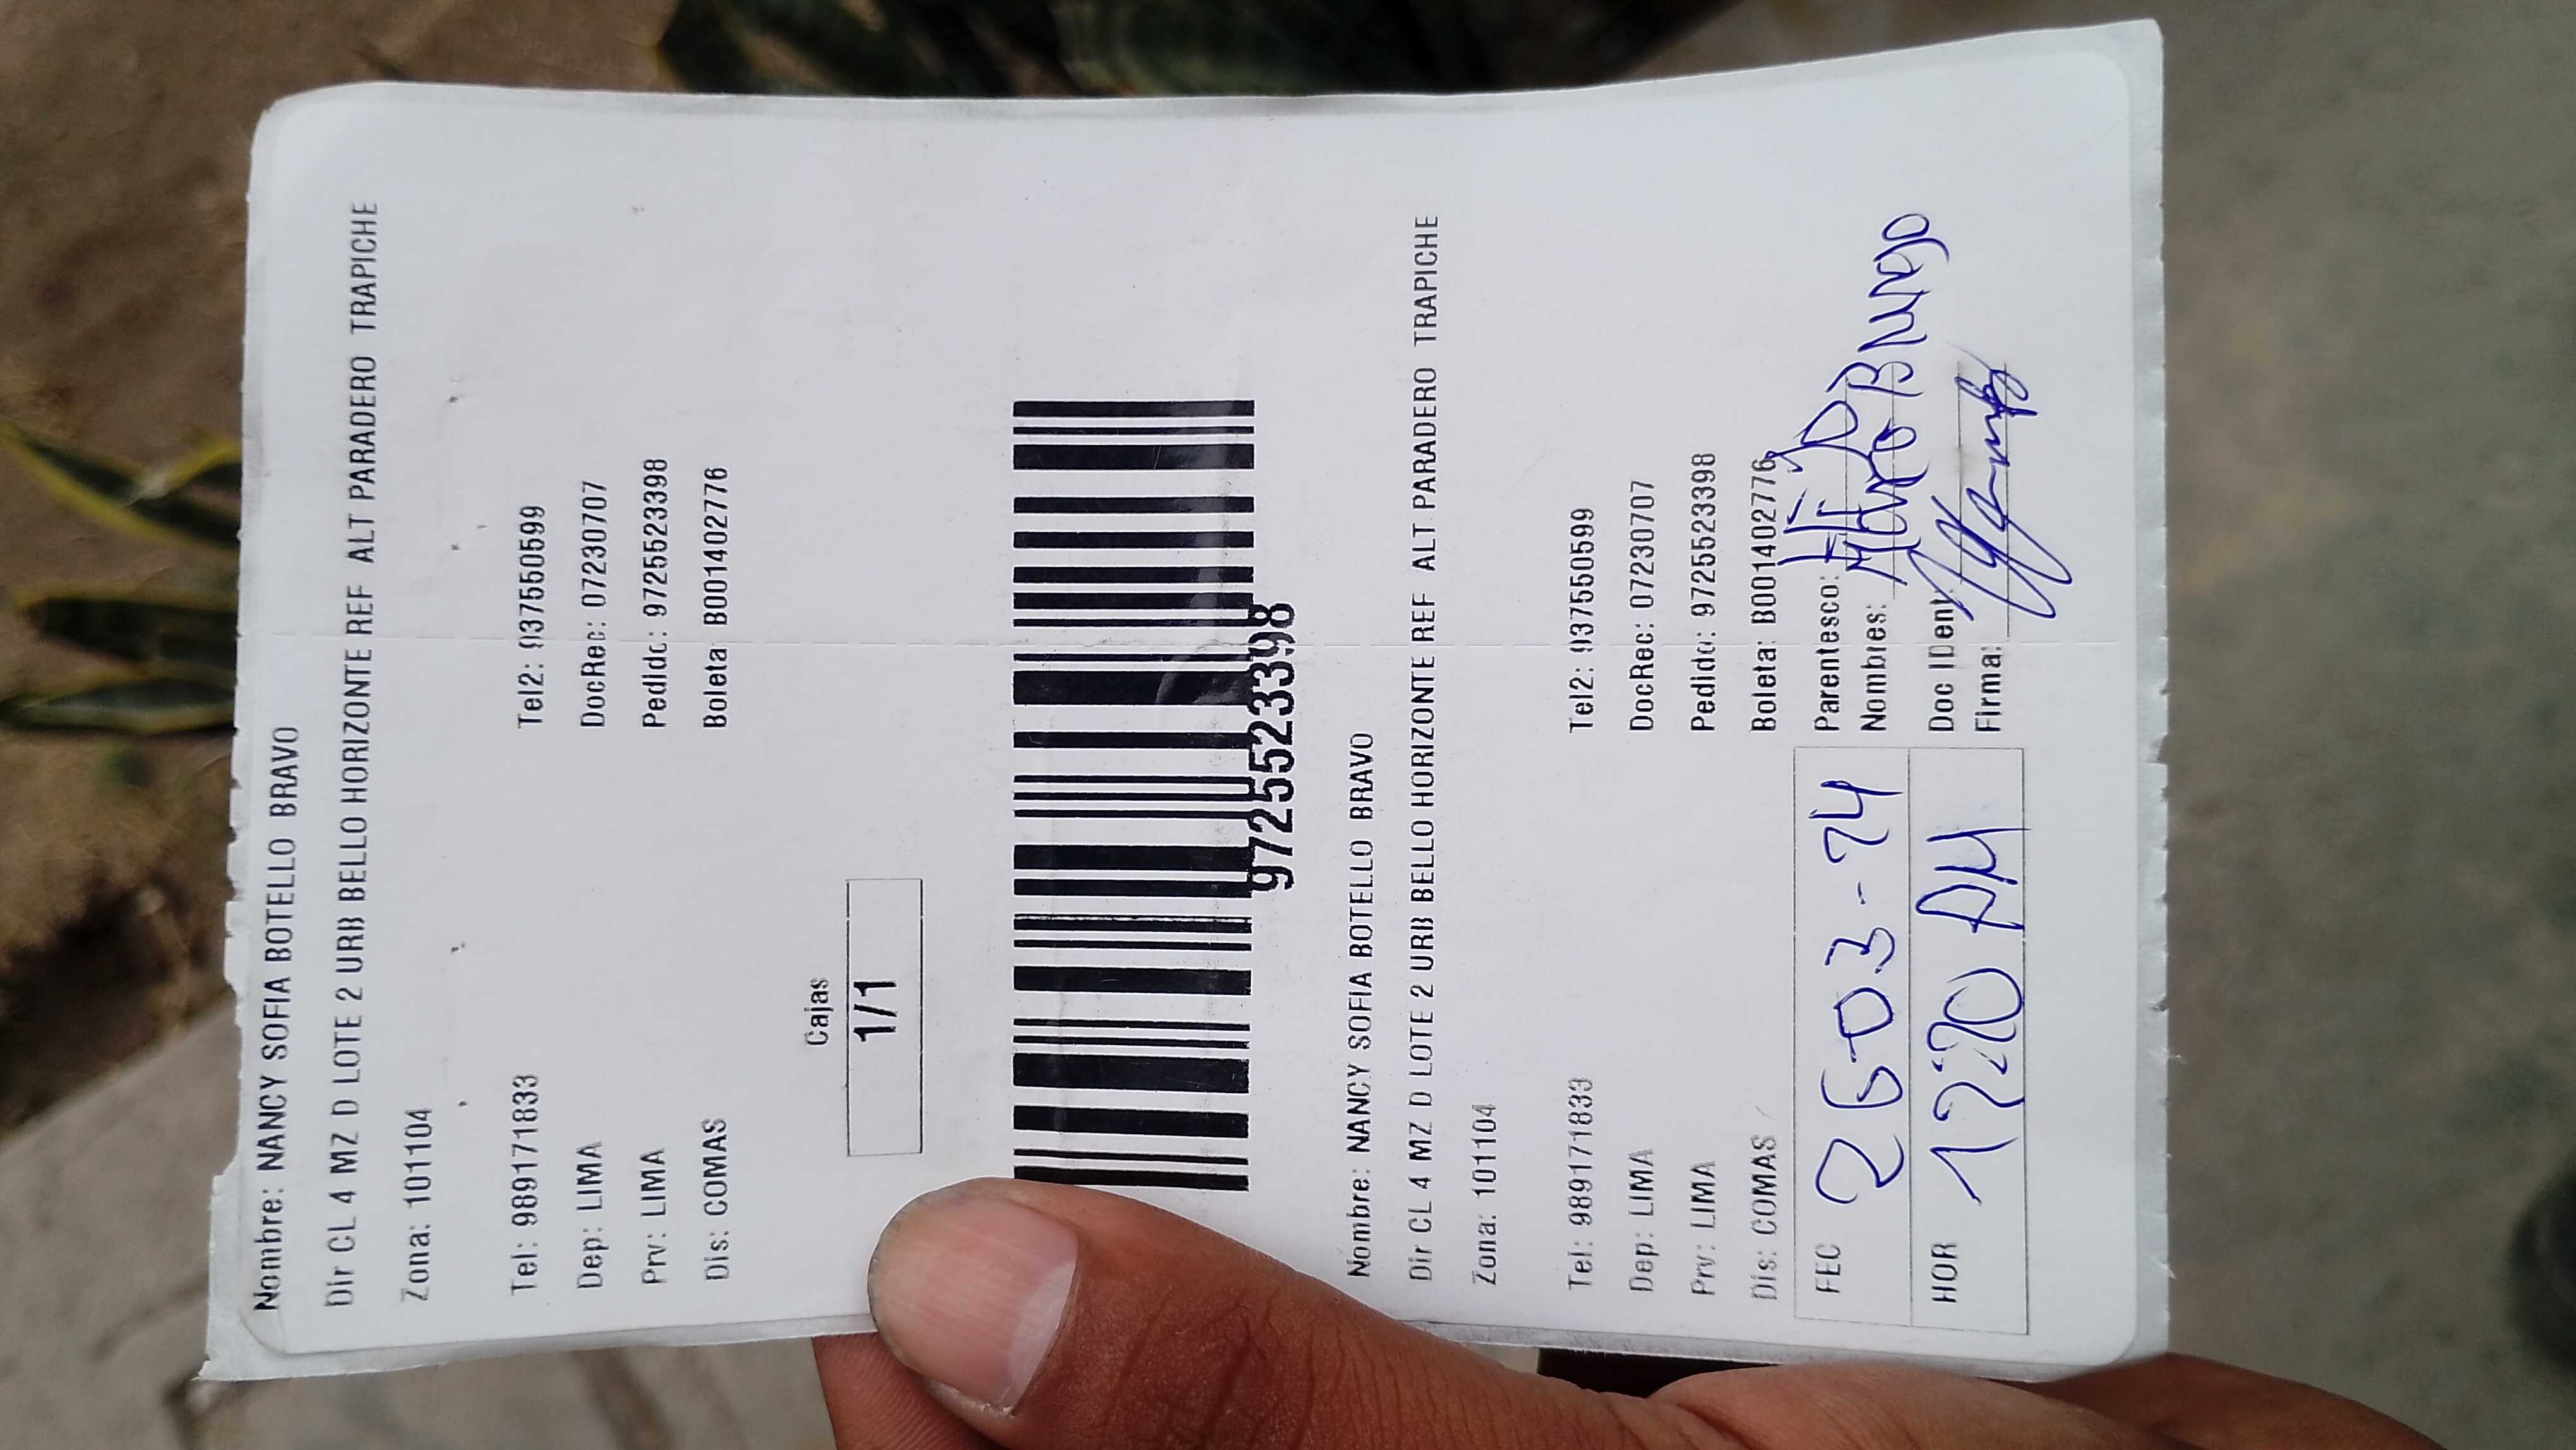 Nombre: NANCY SOFIA BOTELLO BRAVO
Dir CL 4 MZ D LOTE 2 URB BELLO HORIZONTE REF ALT PARADERO TRAPICHE
Zona: 101104
Tel: 989171833 Tel2: 937550599
Dep: LIMA DocRec: 07230707
Prv: LIMA Pedido: 97255523398
Dis: COMAS Boleta: B001402776
Cajas
1/1
97255523398
Nombre: NANCY SOFIA BOTELLO BRAVO
Dir CL 4 MZ D LOTE 2 URB BELLO HORIZONTE REF ALT PARADERO TRAPICHE
Zona: 101104
Tel: 989171833 Tel2: 937550599
Dep: LIMA DocRec: 07230707
Prv: LIMA Pedido: 97255523398
Dis: COMAS Boleta: B001402776
FEC 26-03-24 Parentesco:
Nombres:
HOR 12:20 PM Doc IDent
Firma: